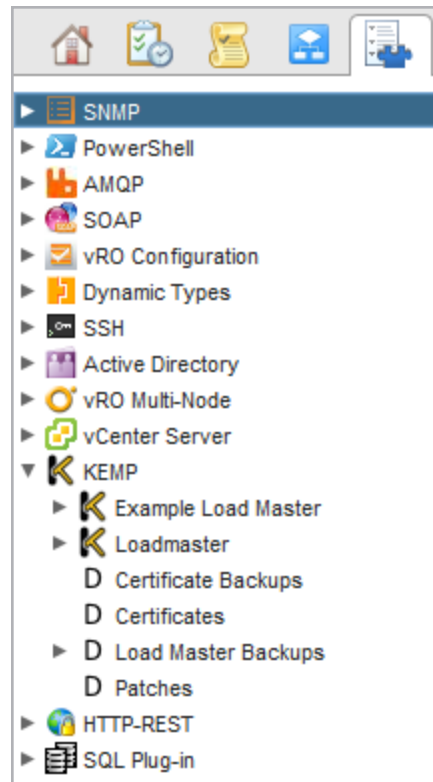 SNMP
PowerShell
AMQP
SOAP
vRO Configuration
Dynamic Types
SSH
Active Directory
vRO Multi-Node
vCenter Server
KEMP
Example Load Master
Loadmaster
D Certificate Backups
D Certificates
D Load Master Backups
D Patches
HTTP-REST
SQL Plug-in